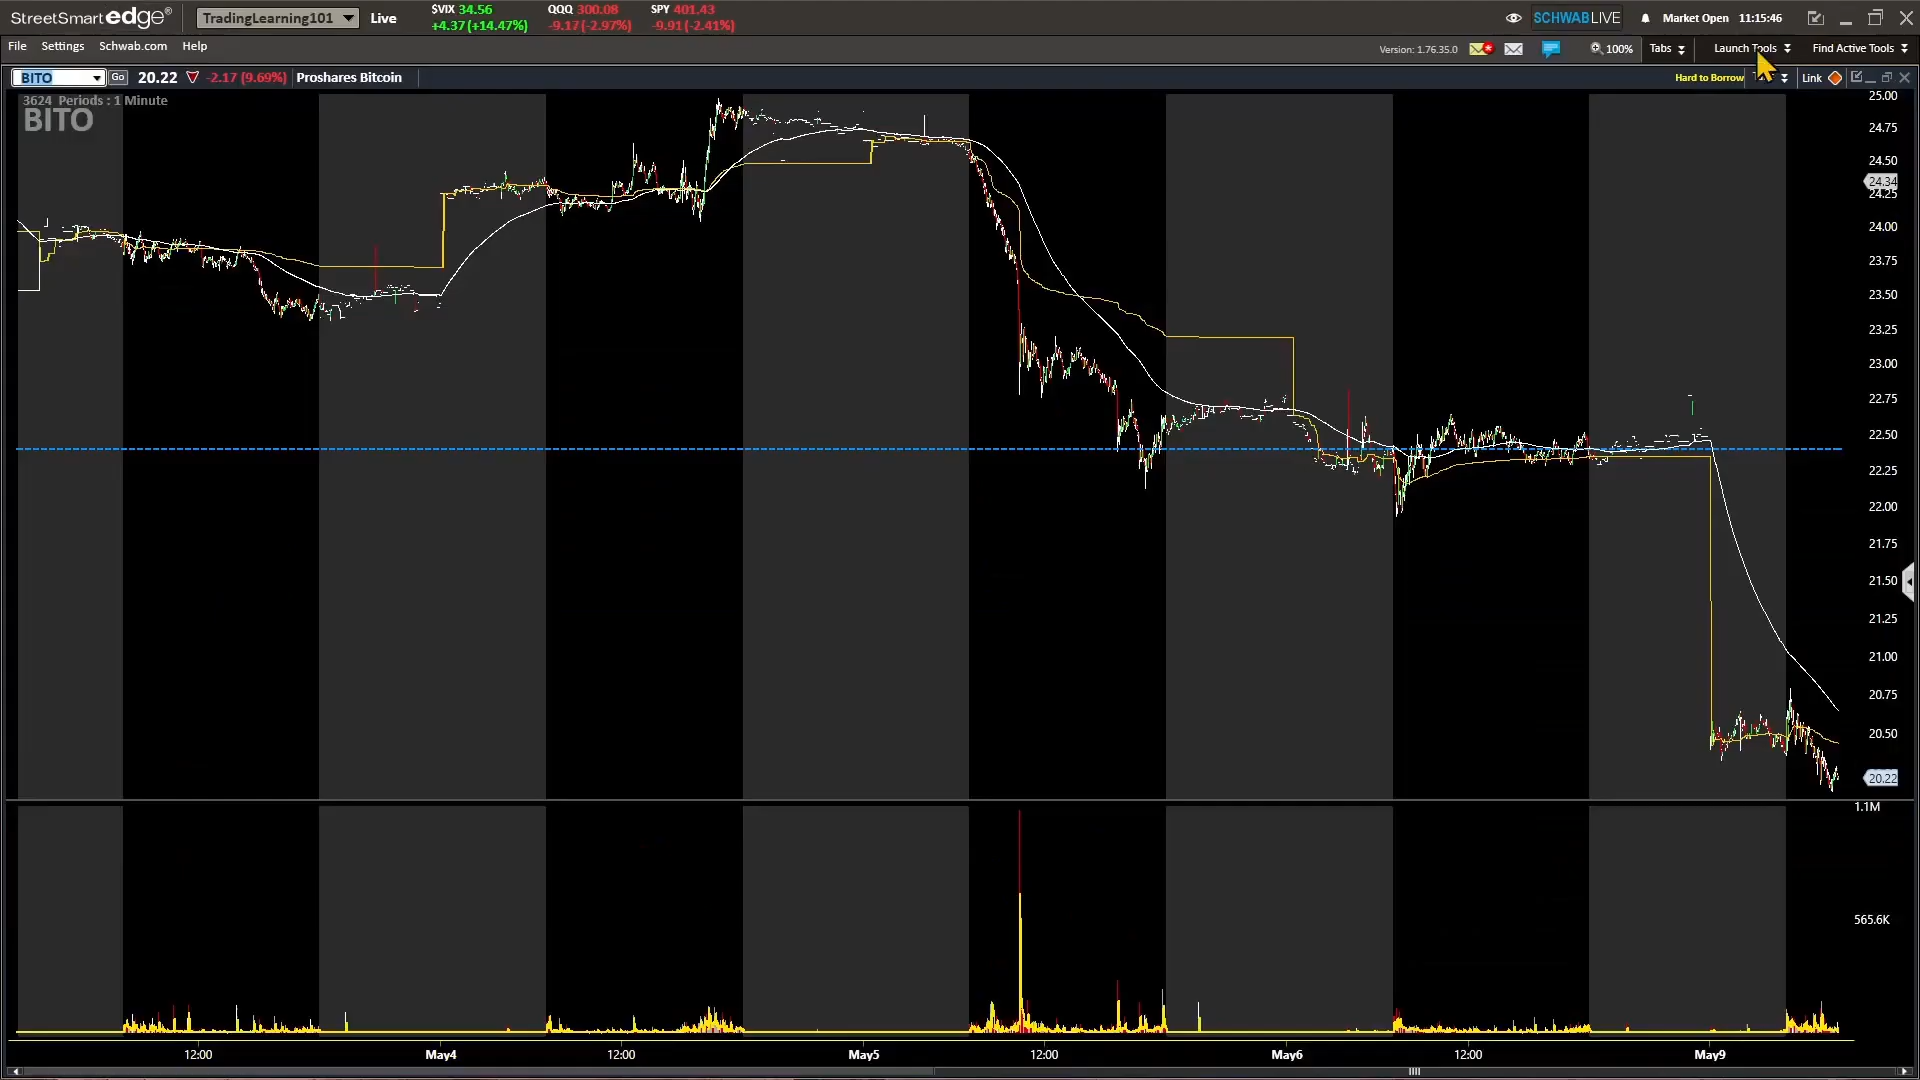 StreetSmart edge®
TradingLearning101
Live
$VIX 34.56
+4.37 (+14.47%)
QQQ 300.08
-9.17 (-2.97%)
SPY 401.43
-9.91 (-2.41%)
SCHWABLIVE
Market Open 11:15:46
File Settings Schwab.com Help
Version: 1.76.35.0
100%
Tabs
Launch Tools
Find Active Tools
BITO
Go
20.22
-2.17 (9.69%)
Proshares Bitcoin
Hard to Borrow
Link
3624 Periods : 1 Minute
BITO
25.00
24.75
24.50
24.34
24.25
24.00
23.75
23.50
23.25
23.00
22.75
22.50
22.25
22.00
21.75
21.50
21.25
21.00
20.75
20.50
20.22
1.1M
565.6K
12:00 May4 12:00 May5 12:00 May6 12:00 May9